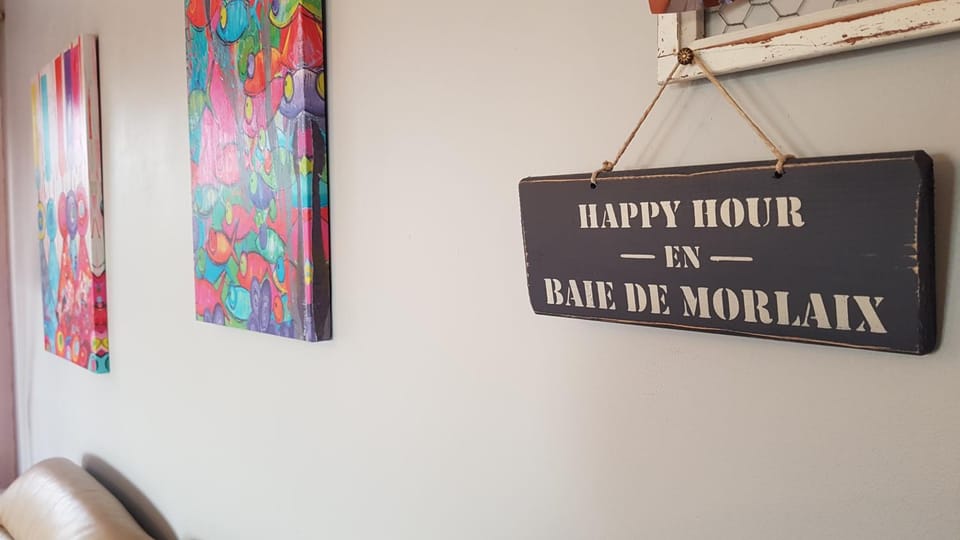 HAPPY HOUR
— EN —
BAIE DE MORLAIX